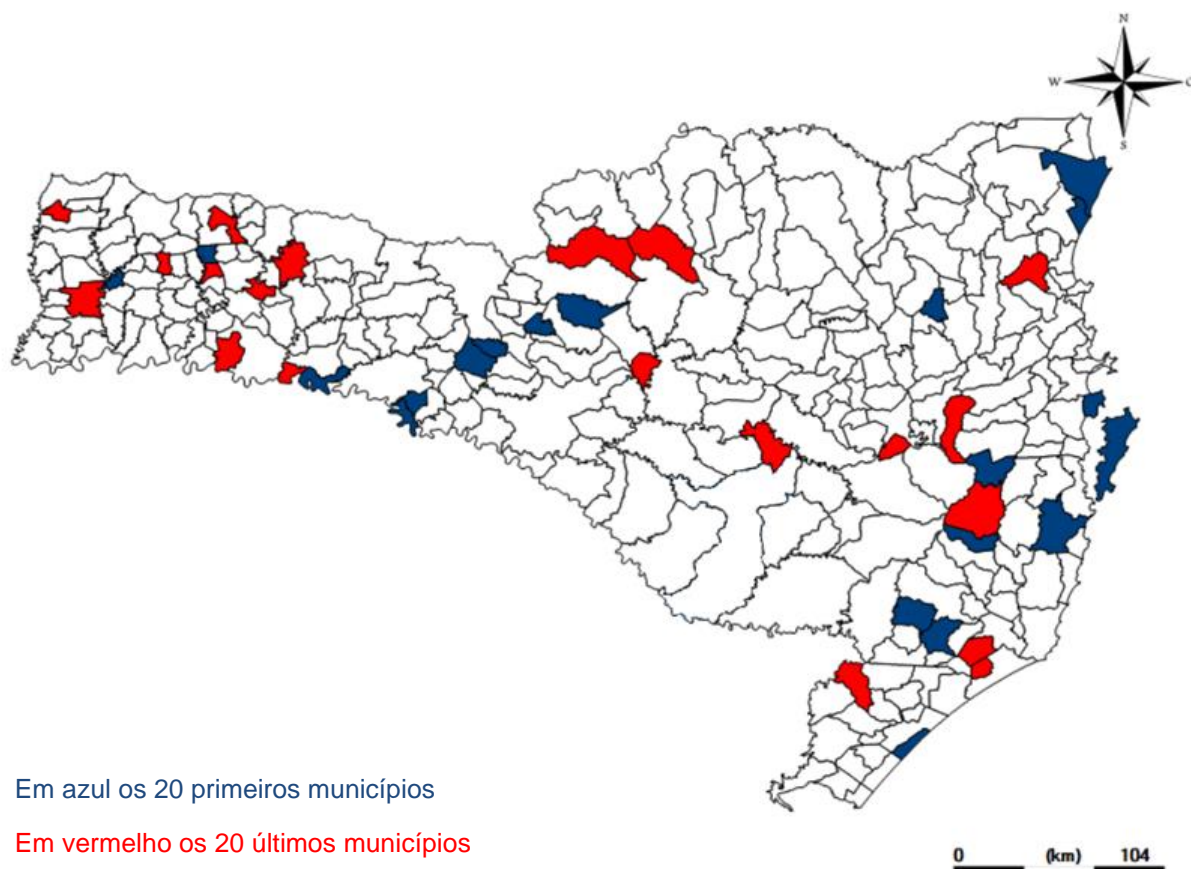 N
W
O
S
Em azul os 20 primeiros municípios
Em vermelho os 20 últimos municípios
0 (km) 104